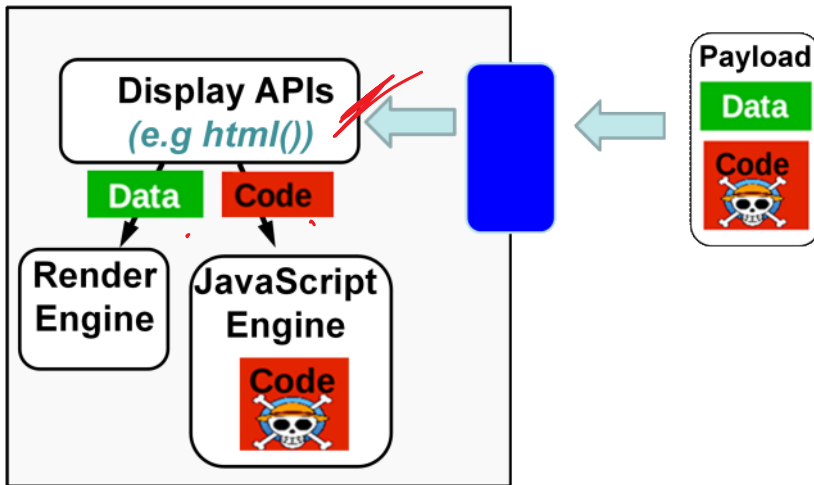 Display APIs
(e.g html())
Data
Code
Render
Engine
JavaScript
Engine
Code
Payload
Data
Code